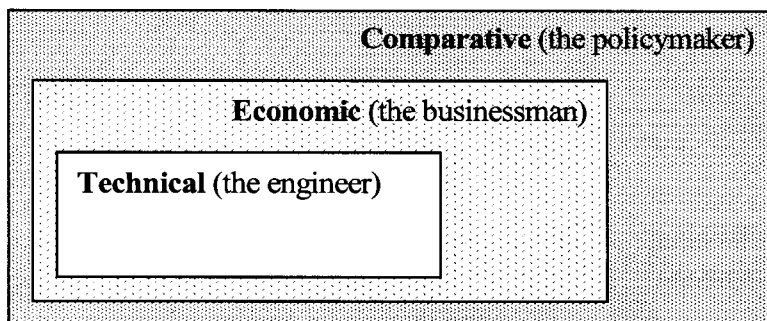 Comparative (the policymaker)
Economic (the businessman)
Technical (the engineer)